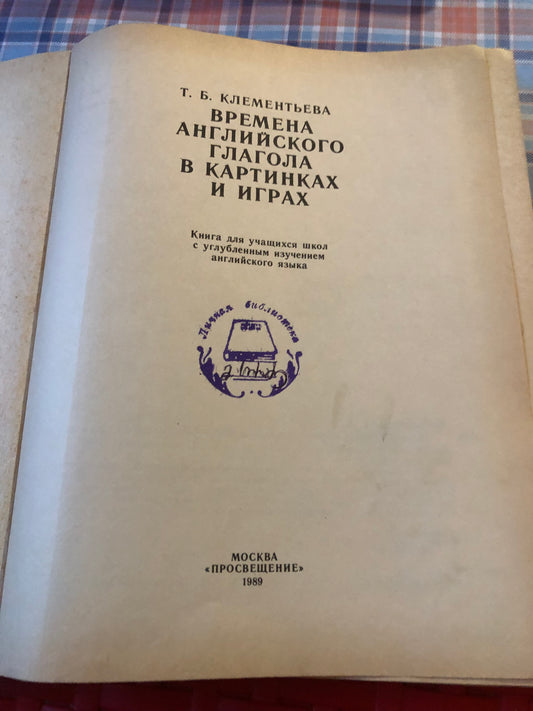 Т. Б. КЛЕМЕНТЬЕВА
ВРЕМЕНА
АНГЛИЙСКОГО
ГЛАГОЛА
В КАРТИНКАХ
И ИГРАХ
Книга для учащихся школ
с углубленным изучением
английского языка
Личная библиотека
МОСКВА
«ПРОСВЕЩЕНИЕ»
1989